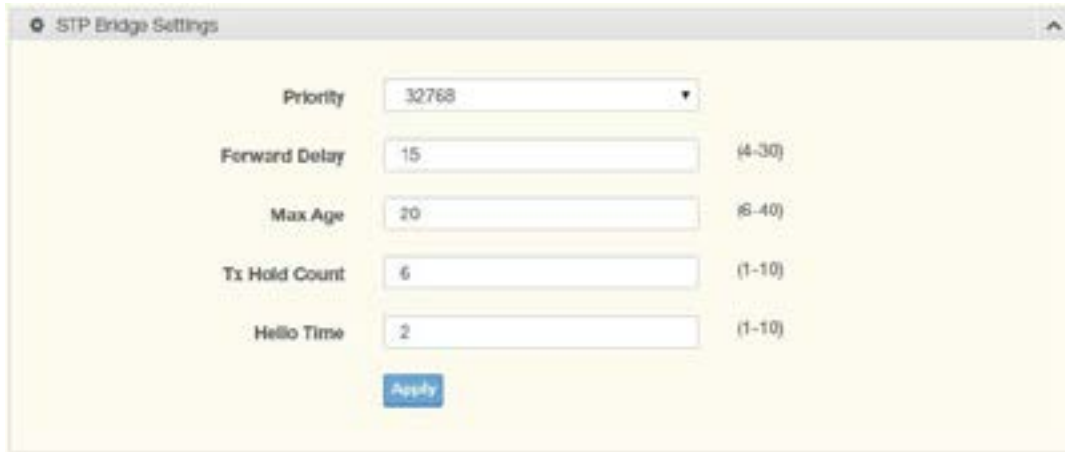 STP Bridge Settings
Priority 32768
Forward Delay 15 (4-30)
Max Age 20 (6-40)
Tx Hold Count 6 (1-10)
Hello Time 2 (1-10)
Apply